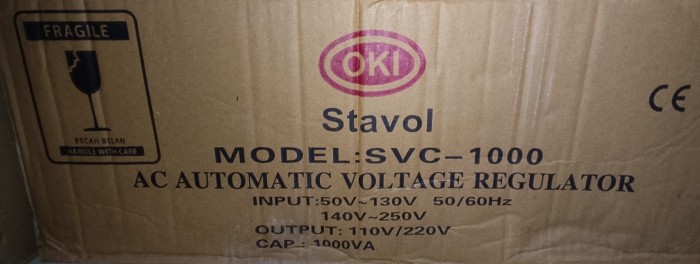 FRAGILE
PECAH BELAH
HANDLE WITH CARE
OKI
Stavol
MODEL:SVC-1000
AC AUTOMATIC VOLTAGE REGULATOR
INPUT:50V~130V 50/60Hz
140V~250V
OUTPUT: 110V/220V
CAP.: 1000VA
CE